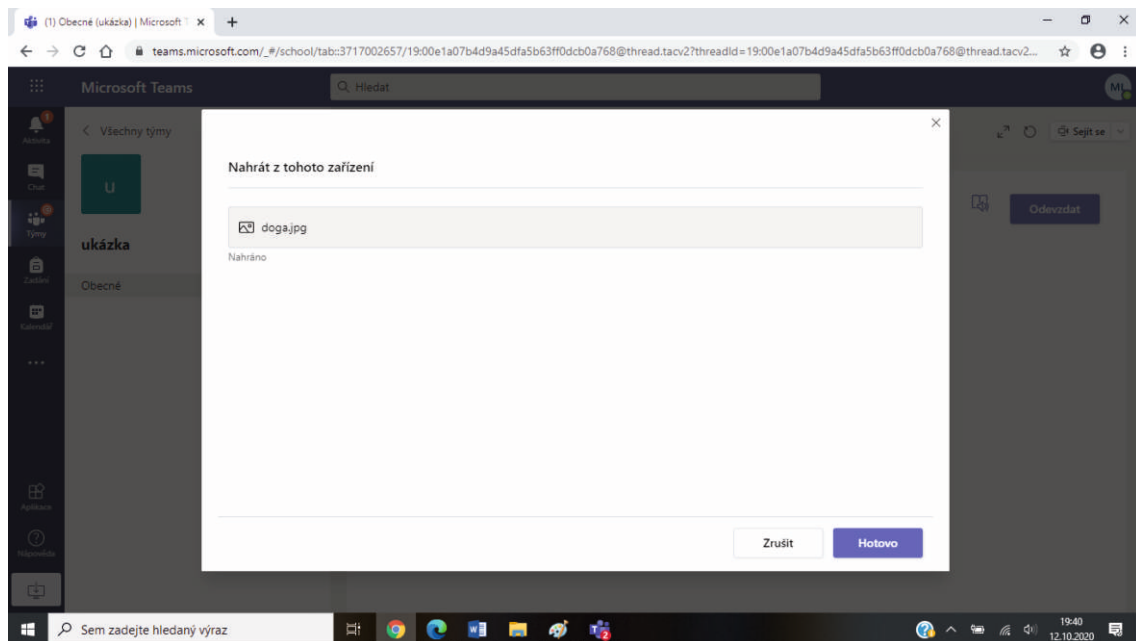 (1) Obecné (ukázka) | Microsoft T
teams.microsoft.com/_#/school/tab::3717002657/19:00e1a07b4d9a45dfa5b63ff0dcb0a768@thread.tacv2?threadId=19:00e1a07b4d9a45dfa5b63ff0dcb0a768@thread.tacv2...
Microsoft Teams
Hledat
ML
Aktivita
Všechny týmy
Sejít se
Chat
U
Nahrát z tohoto zařízení
Odevzdat
Týmy
doga.jpg
ukázka
Nahráno
Zadání
Obecné
Kalendář
Aplikace
Nápověda
Zrušit
Hotovo
Sem zadejte hledaný výraz
19:40
12.10.2020